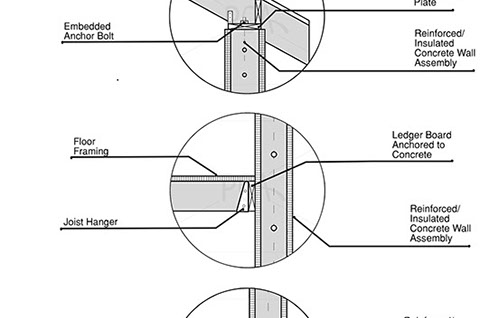 Plate
Embedded
Anchor Bolt
Reinforced/
Insulated
Concrete Wall
Assembly
Floor
Framing
Ledger Board
Anchored to
Concrete
Joist Hanger
Reinforced/
Insulated
Concrete Wall
Assembly